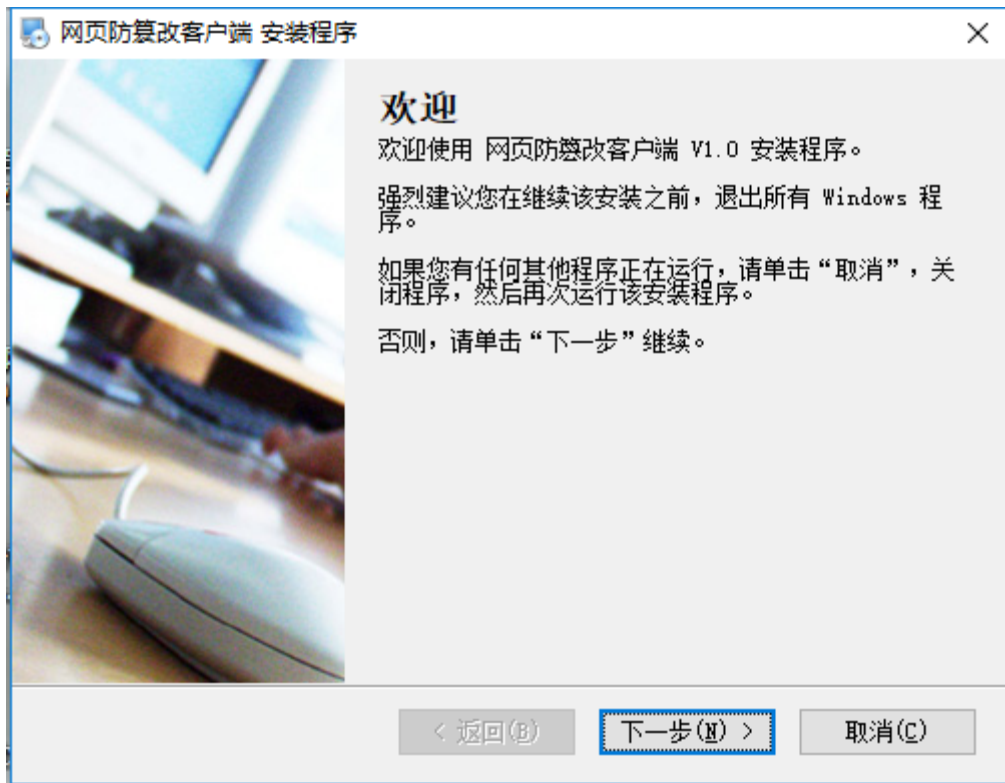 网页防篡改客户端 安装程序
欢迎
欢迎使用 网页防篡改客户端 V1.0 安装程序。
强烈建议您在继续该安装之前，退出所有 Windows 程
序。
如果您有任何其他程序正在运行，请单击“取消”，关
闭程序，然后再次运行该安装程序。
否则，请单击“下一步”继续。
< 返回(B)
下一步(N) >
取消(C)